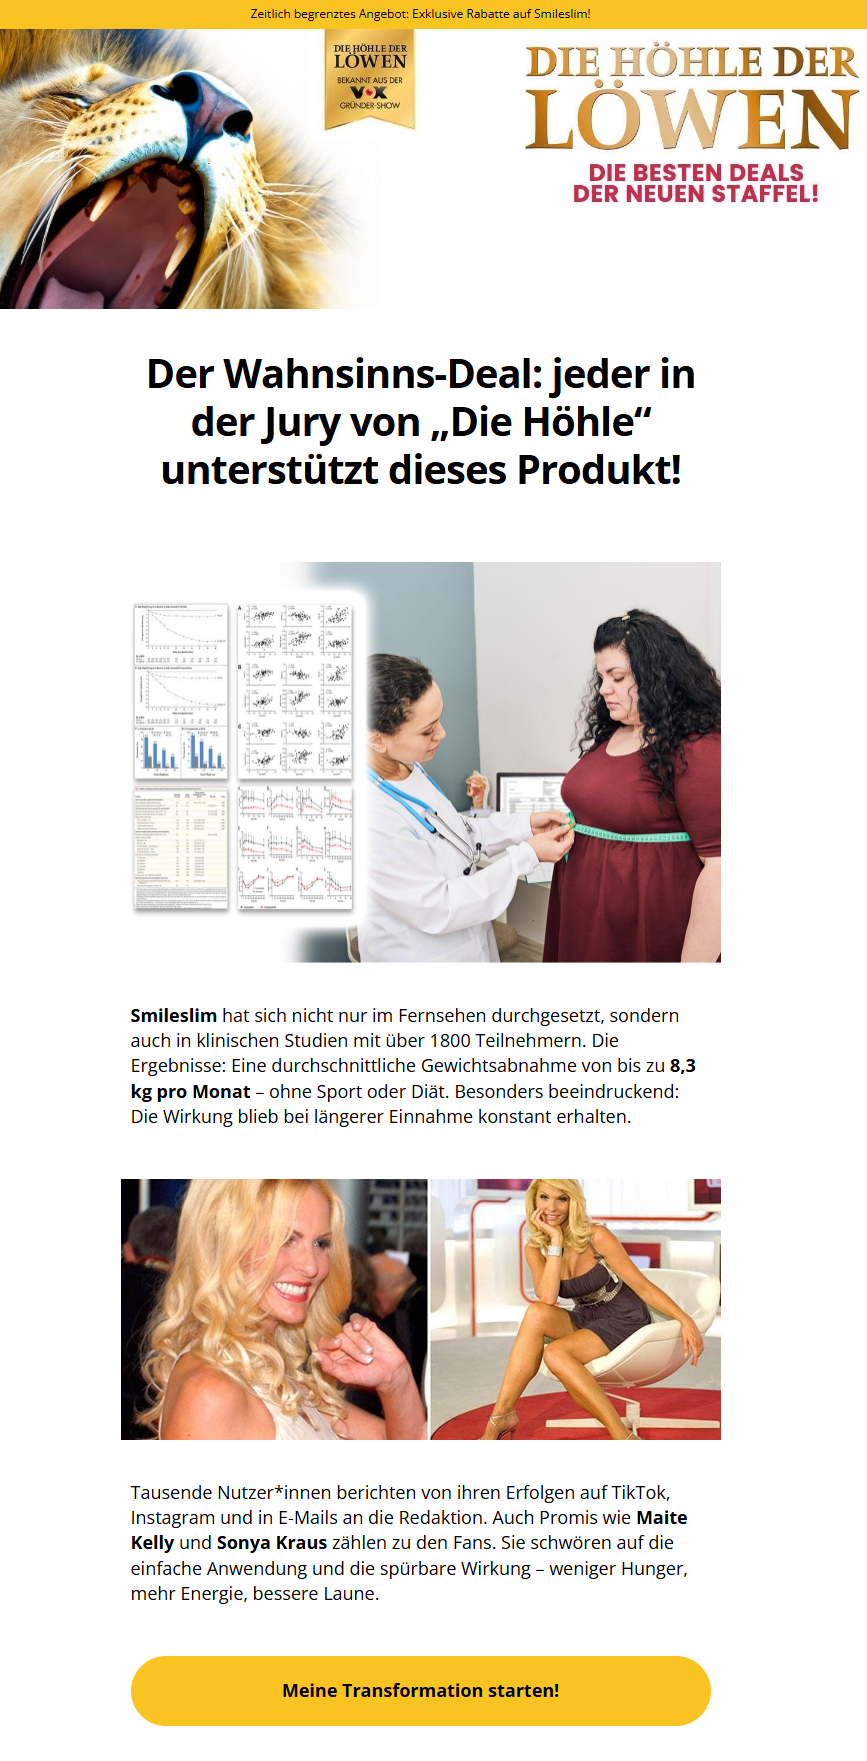 Zeitlich begrenztes Angebot: Exklusive Rabatte auf Smileslim!
DIE HÖHLE DER
LÖWEN
BEKANNT AUS DER
VOX
GRÜNDER-SHOW
DIE HÖHLE DER
LÖWEN
DIE BESTEN DEALS
DER NEUEN STAFFEL!
Der Wahnsinns-Deal: jeder in
der Jury von „Die Höhle“
unterstützt dieses Produkt!
Smileslim hat sich nicht nur im Fernsehen durchgesetzt, sondern
auch in klinischen Studien mit über 1800 Teilnehmern. Die
Ergebnisse: Eine durchschnittliche Gewichtsabnahme von bis zu 8,3
kg pro Monat – ohne Sport oder Diät. Besonders beeindruckend:
Die Wirkung blieb bei längerer Einnahme konstant erhalten.
Tausende Nutzer*innen berichten von ihren Erfolgen auf TikTok,
Instagram und in E-Mails an die Redaktion. Auch Promis wie Maite
Kelly und Sonya Kraus zählen zu den Fans. Sie schwören auf die
einfache Anwendung und die spürbare Wirkung – weniger Hunger,
mehr Energie, bessere Laune.
Meine Transformation starten!